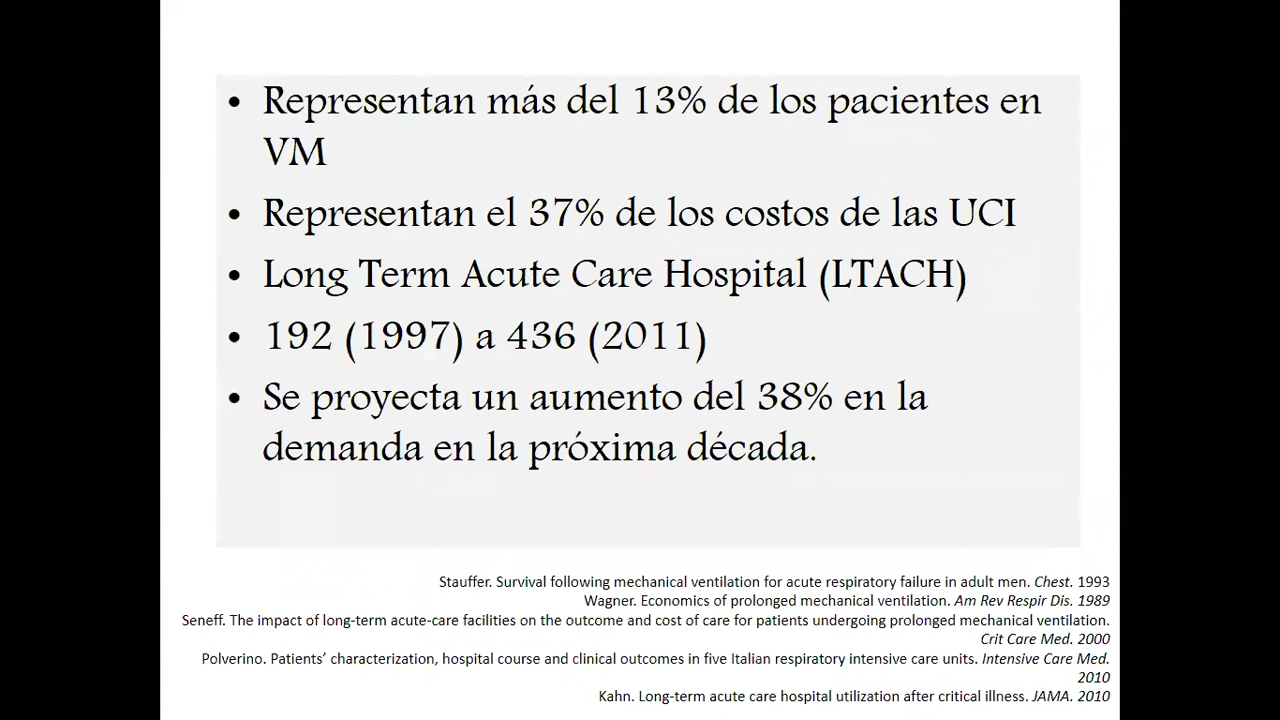 • Representan más del 13% de los pacientes en
VM
• Representan el 37% de los costos de las UCI
• Long Term Acute Care Hospital (LTACH)
• 192 (1997) a 436 (2011)
• Se proyecta un aumento del 38% en la
demanda en la próxima década.
Stauffer. Survival following mechanical ventilation for acute respiratory failure in adult men. Chest. 1993
Wagner. Economics of prolonged mechanical ventilation. Am Rev Respir Dis. 1989
Seneff. The impact of long-term acute-care facilities on the outcome and cost of care for patients undergoing prolonged mechanical ventilation.
Crit Care Med. 2000
Polverino. Patients’ characterization, hospital course and clinical outcomes in five Italian respiratory intensive care units. Intensive Care Med.
2010
Kahn. Long-term acute care hospital utilization after critical illness. JAMA. 2010